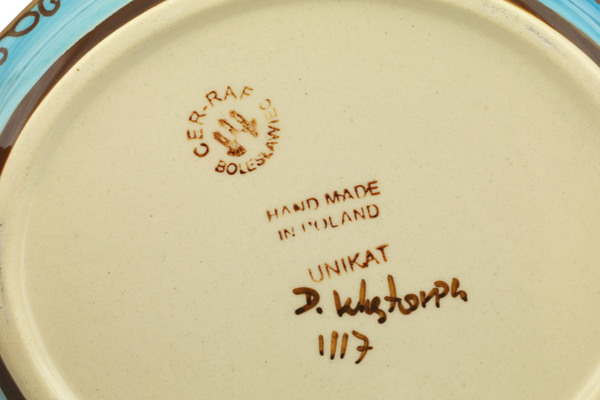 CER-RAF
BOLESŁAWIEC
HAND MADE
IN POLAND
UNIKAT
D.
1117